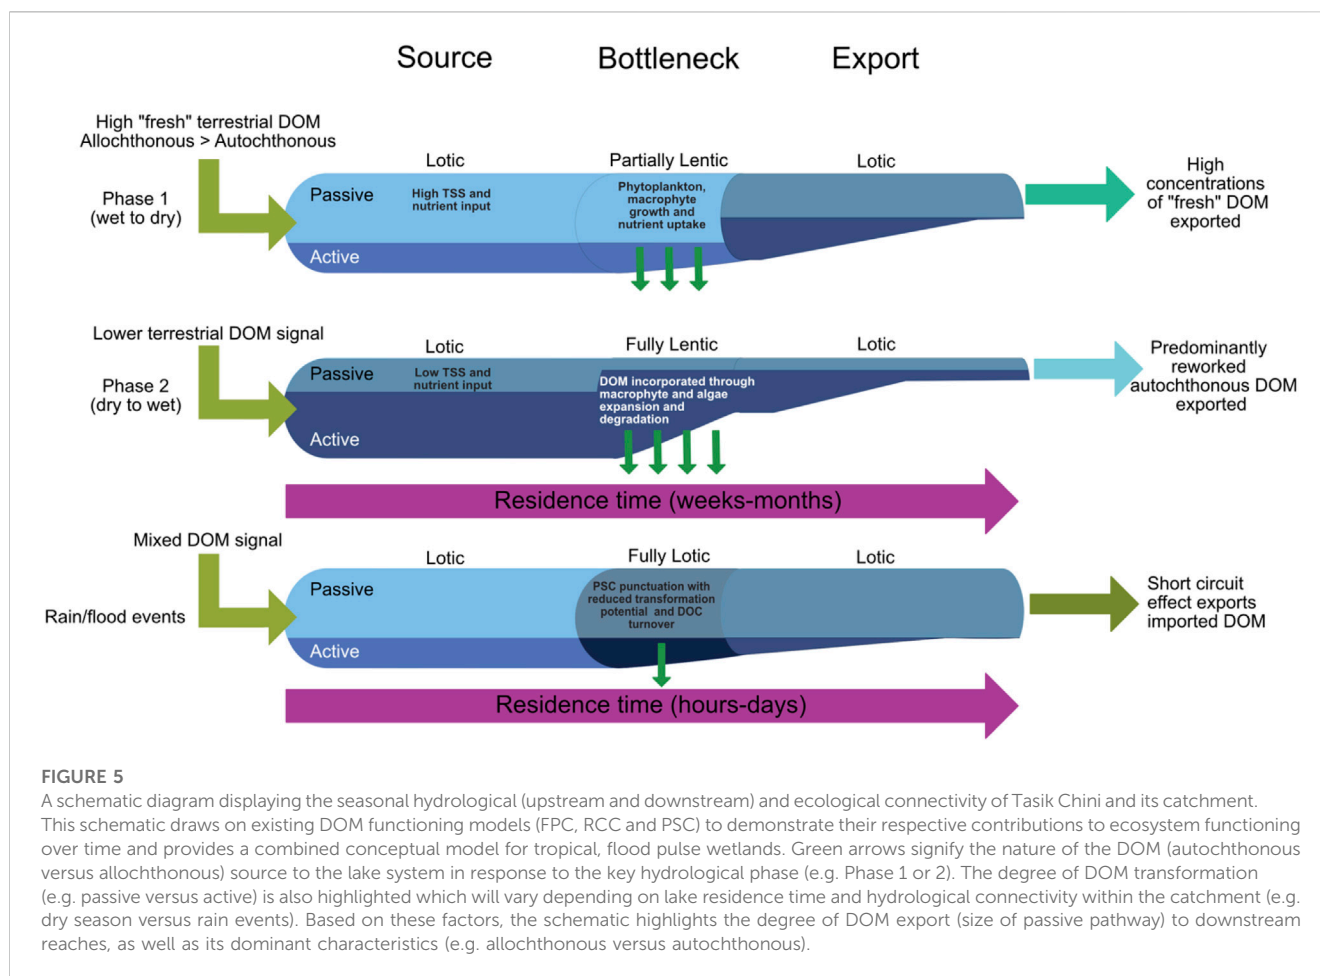 Source Bottleneck Export
High "fresh" terrestrial DOM
Allochthonous > Autochthonous
Lotic Partially Lentic Lotic
Phase 1
(wet to dry)
Passive
High TSS and
nutrient input
Phytoplankton,
macrophyte
growth and
nutrient uptake
Active
High
concentrations
of "fresh" DOM
exported
Lower terrestrial DOM signal
Lotic Fully Lentic Lotic
Phase 2
(dry to wet)
Passive
Low TSS and
nutrient input
DOM incorporated through
macrophyte and algae
expansion and
degradation
Active
Predominantly
reworked
autochthonous DOM
exported
Residence time (weeks-months)
Mixed DOM signal
Lotic Fully Lotic Lotic
Rain/flood events
Passive
PSC punctuation with
reduced transformation
potential and DOC
turnover
Active
Short circuit
effect exports
imported DOM
Residence time (hours-days)
FIGURE 5
A schematic diagram displaying the seasonal hydrological (upstream and downstream) and ecological connectivity of Tasik Chini and its catchment.
This schematic draws on existing DOM functioning models (FPC, RCC and PSC) to demonstrate their respective contributions to ecosystem functioning
over time and provides a combined conceptual model for tropical, flood pulse wetlands. Green arrows signify the nature of the DOM (autochthonous
versus allochthonous) source to the lake system in response to the key hydrological phase (e.g. Phase 1 or 2). The degree of DOM transformation
(e.g. passive versus active) is also highlighted which will vary depending on lake residence time and hydrological connectivity within the catchment (e.g.
dry season versus rain events). Based on these factors, the schematic highlights the degree of DOM export (size of passive pathway) to downstream
reaches, as well as its dominant characteristics (e.g. allochthonous versus autochthonous).